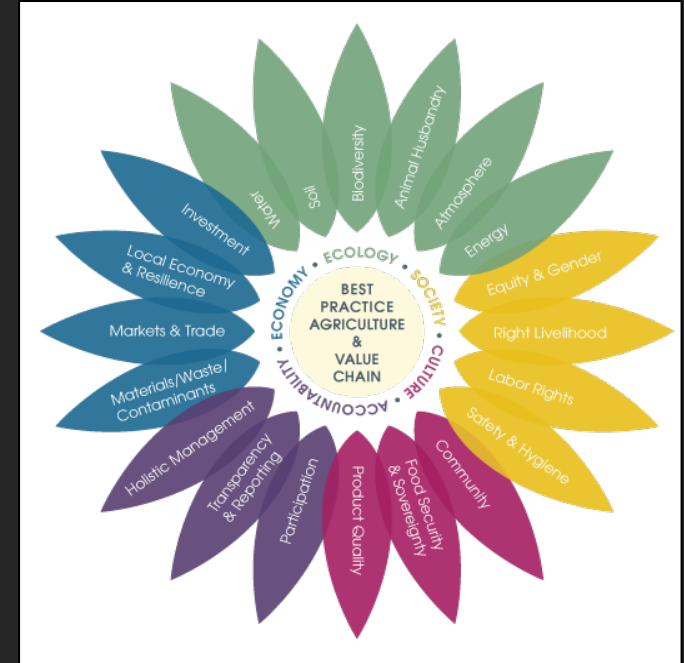 BEST
PRACTICE
AGRICULTURE
&
VALUE
CHAIN
ECOLOGY • SOCIETY • CULTURE • ACCOUNTABILITY • ECONOMY •
Biodiversity
Animal Husbandry
Atmosphere
Energy
Equity & Gender
Right Livelihood
Labor Rights
Safety & Hygiene
Community
Food Security
& Sovereignty
Product Quality
Participation
Transparency
& Reporting
Holistic Management
Materials/Waste/
Contaminants
Markets & Trade
Local Economy
& Resilience
Investment
Water
Soil